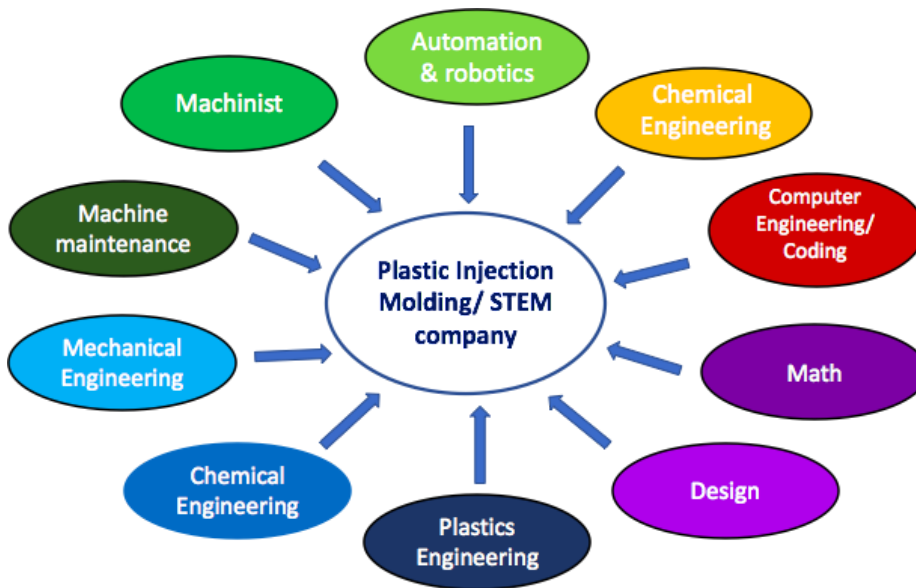 Automation
& robotics
Machinist
Chemical
Engineering
Machine
maintenance
Computer
Engineering/
Coding
Plastic Injection
Molding/ STEM
company
Mechanical
Engineering
Math
Chemical
Engineering
Design
Plastics
Engineering